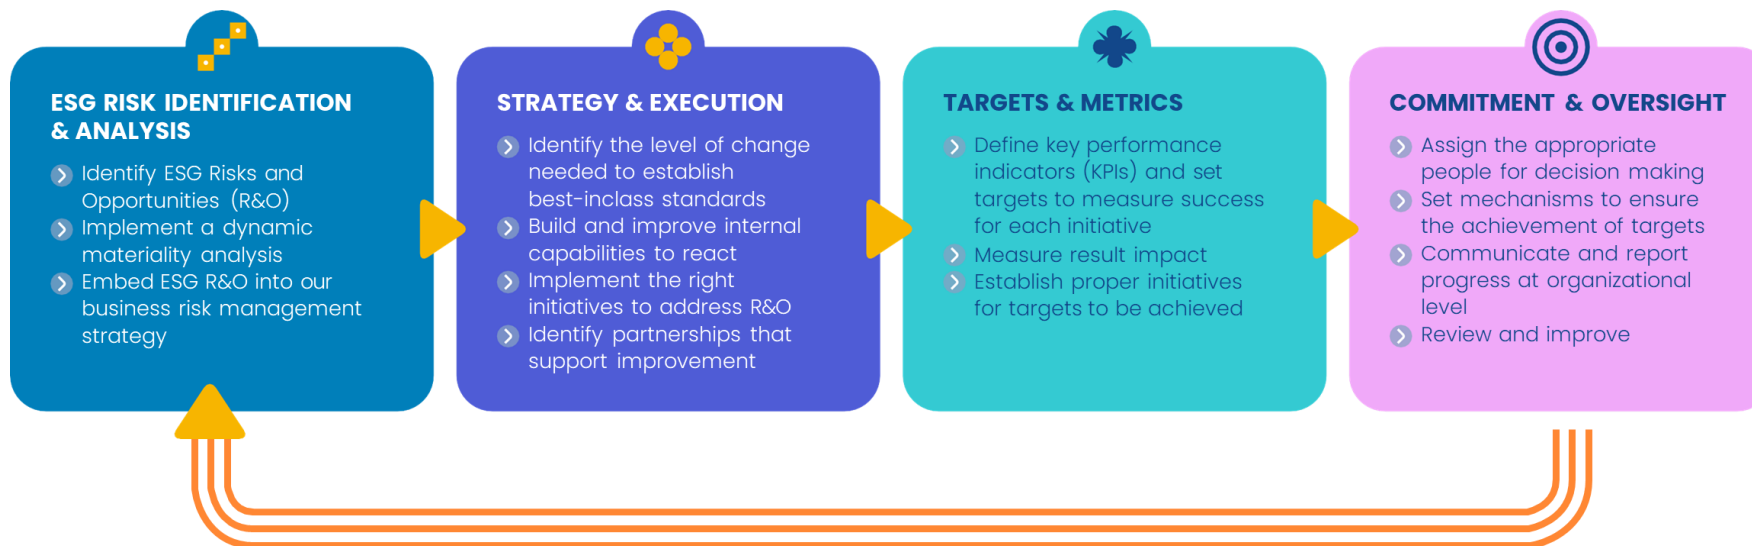 ESG RISK IDENTIFICATION
& ANALYSIS
Identify ESG Risks and
Opportunities (R&O)
Implement a dynamic
materiality analysis
Embed ESG R&O into our
business risk management
strategy
STRATEGY & EXECUTION
Identify the level of change
needed to establish
best-inclass standards
Build and improve internal
capabilities to react
Implement the right
initiatives to address R&O
Identify partnerships that
support improvement
TARGETS & METRICS
Define key performance
indicators (KPIs) and set
targets to measure success
for each initiative
Measure result impact
Establish proper initiatives
for targets to be achieved
COMMITMENT & OVERSIGHT
Assign the appropriate
people for decision making
Set mechanisms to ensure
the achievement of targets
Communicate and report
progress at organizational
level
Review and improve